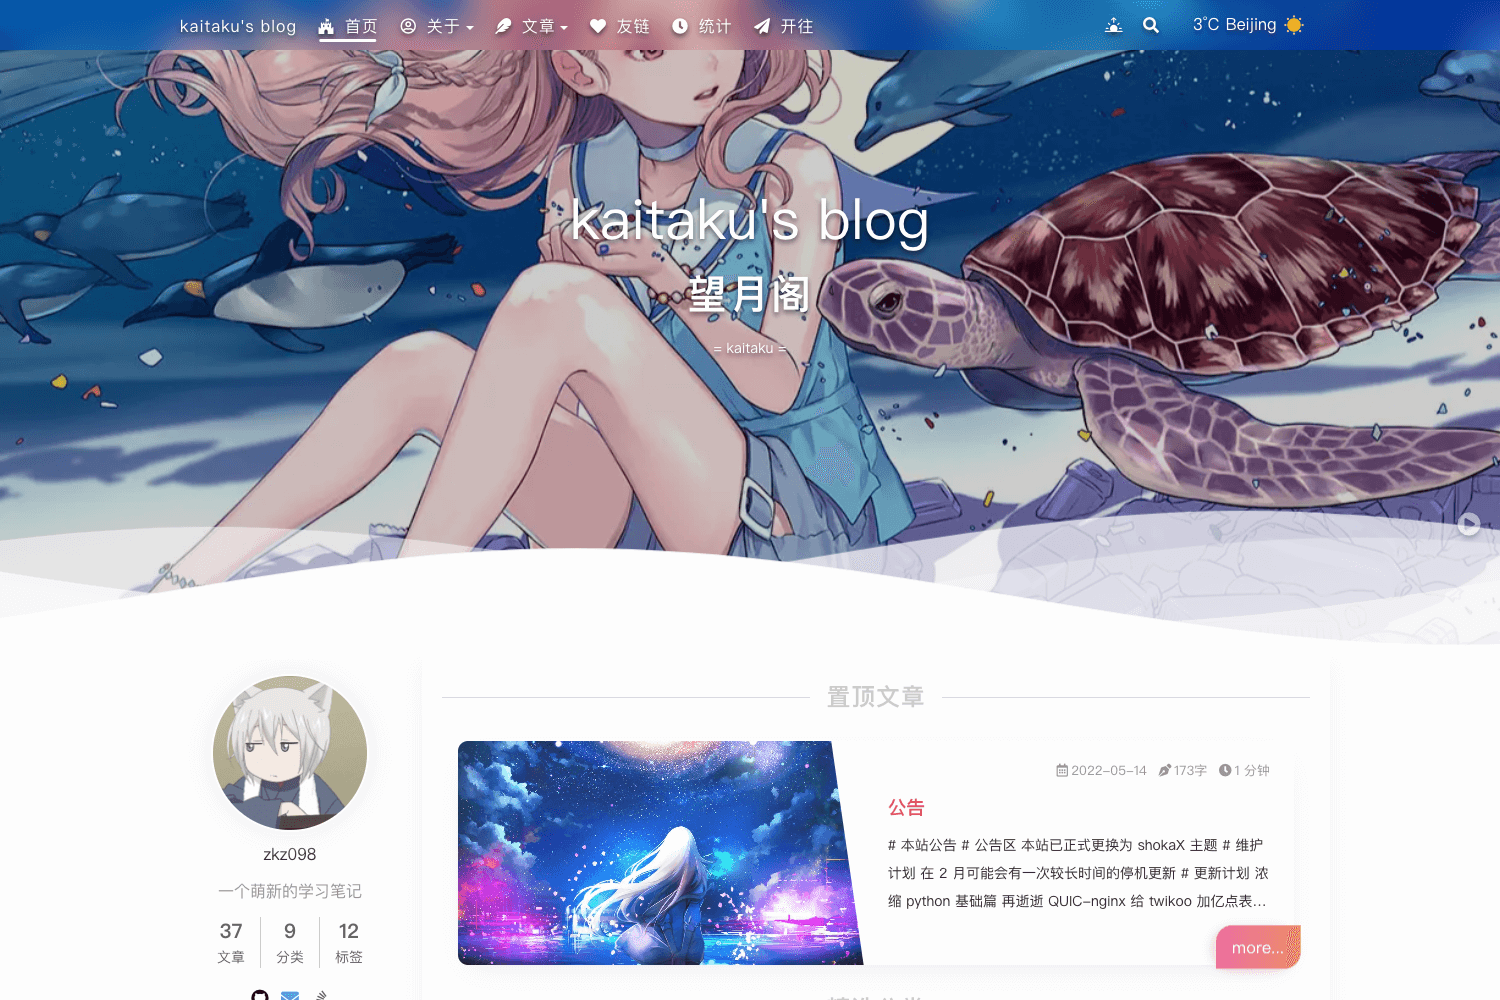 kaitaku's blog 首页 关于 文章 友链 统计 开往 3°C Beijing
kaitaku's blog
望月阁
= kaitaku =
置顶文章
2022-05-14 173字 1 分钟
公告
# 本站公告 # 公告区 本站已正式更换为 shokaX 主题 # 维护
计划 在 2 月可能会有一次较长时间的停机更新 # 更新计划 浓
缩 python 基础篇 再逝逝 QUIC-nginx 给 twikoo 加亿点表...
more...
zkz098
一个萌新的学习笔记
37 9 12
文章 分类 标签